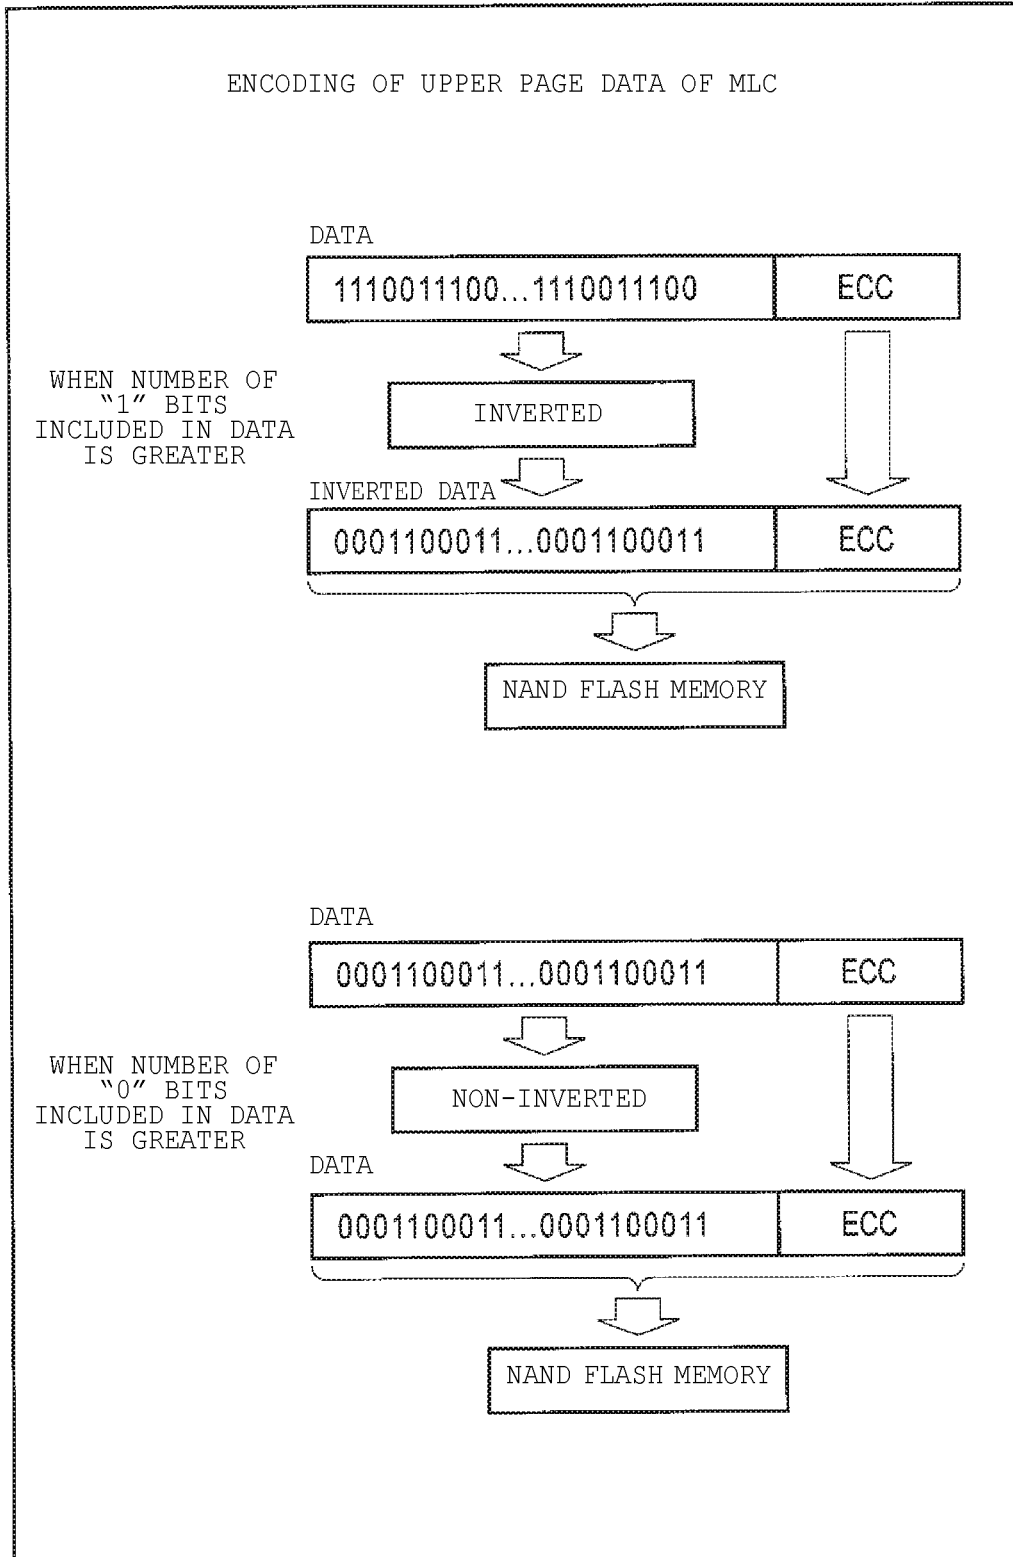 ENCODING OF UPPER PAGE DATA OF MLC
DATA
1110011100...1110011100 ECC
WHEN NUMBER OF
"1" BITS
INCLUDED IN DATA
IS GREATER
INVERTED
INVERTED DATA
0001100011...0001100011 ECC
NAND FLASH MEMORY
DATA
0001100011...0001100011 ECC
WHEN NUMBER OF
"0" BITS
INCLUDED IN DATA
IS GREATER
NON-INVERTED
DATA
0001100011...0001100011 ECC
NAND FLASH MEMORY